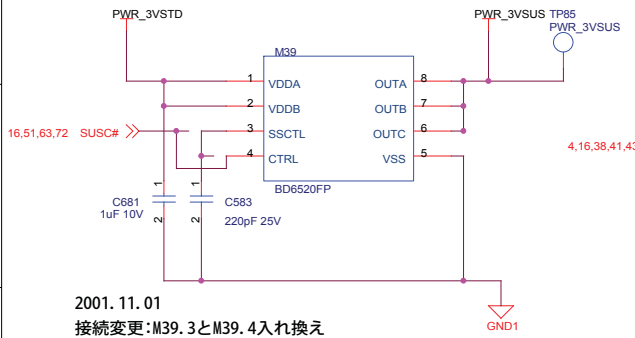 PWR_3VSTD
PWR_3VSUS TP85
PWR_3VSUS
M39
1 VDDA OUTA 8
2 VDDB OUTB 7
16,51,63,72 SUSC# 3 SSCTL OUTC 6
4 CTRL VSS 5
4,16,38,41,43
BD6520FP
1 1
C681 C583
1uF 10V 220pF 25V
2 2
2001.11.01
接続変更:M39.3とM39.4入れ換え
GND1